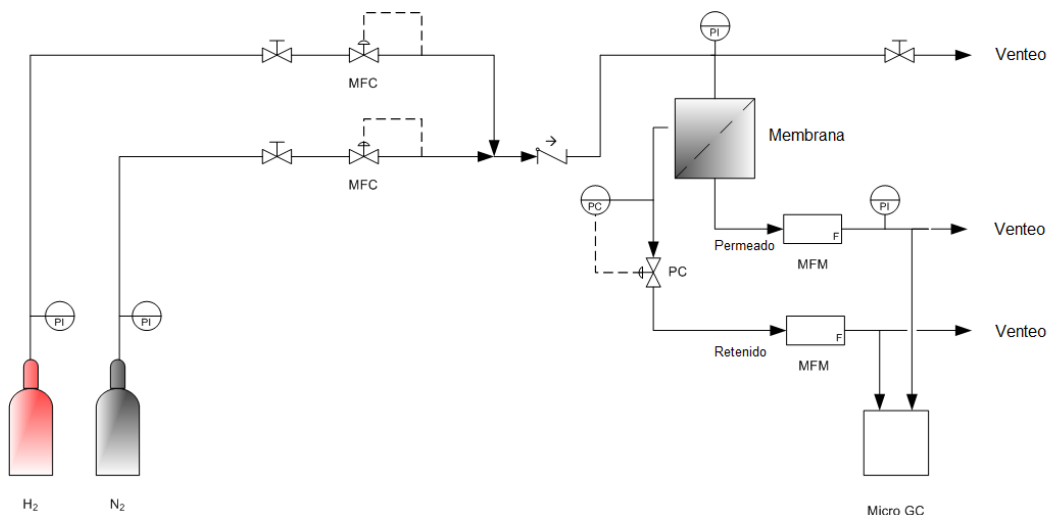 PI
Venteo
MFC
Membrana
MFC
PC
PI
Venteo
Permeado
F
MFM
PC
PI
PI
Venteo
Retenido
F
MFM
H₂
N₂
Micro GC